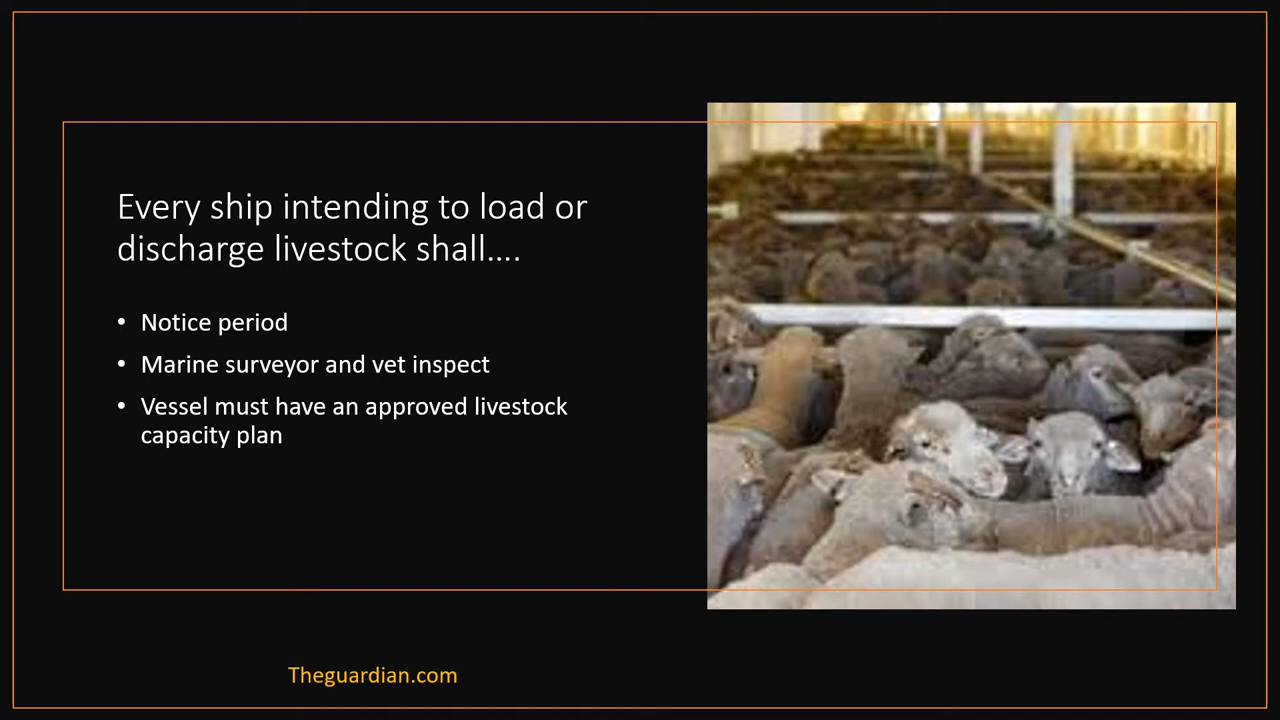 Every ship intending to load or
discharge livestock shall....
• Notice period
• Marine surveyor and vet inspect
• Vessel must have an approved livestock
capacity plan
Theguardian.com